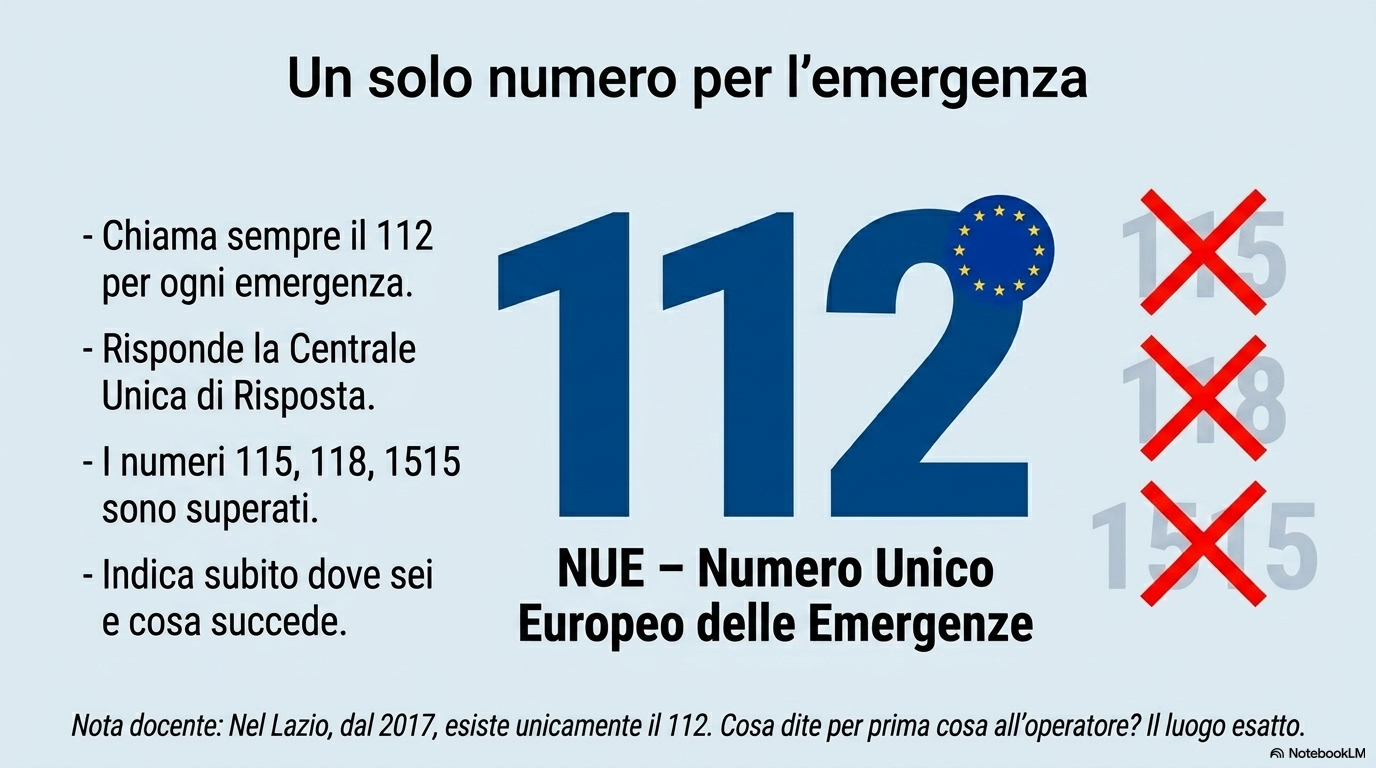 Un solo numero per l’emergenza
- Chiama sempre il 112
per ogni emergenza.
- Risponde la Centrale
Unica di Risposta.
- I numeri 115, 118, 1515
sono superati.
- Indica subito dove sei
e cosa succede.
112
NUE – Numero Unico
Europeo delle Emergenze
115
118
1515
Nota docente: Nel Lazio, dal 2017, esiste unicamente il 112. Cosa dite per prima cosa all’operatore? Il luogo esatto.
NotebookLM